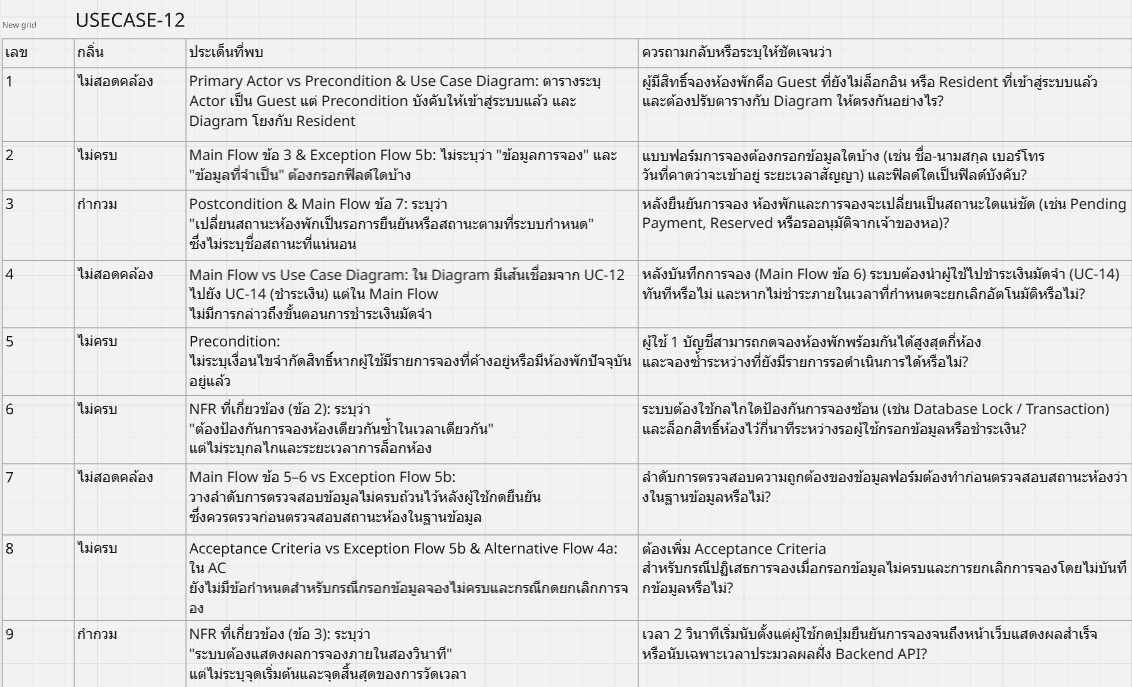 New grid
USECASE-12
เลข
กลิ่น
ประเด็นที่พบ
ควรถามกลับหรือระบุให้ชัดเจนว่า
1
ไม่สอดคล้อง
Primary Actor vs Precondition & Use Case Diagram: ตารางระบุ
Actor เป็น Guest แต่ Precondition บังคับให้เข้าสู่ระบบแล้ว และ
Diagram โยงกับ Resident
ผู้มีสิทธิ์จองห้องพักคือ Guest ที่ยังไม่ล็อกอิน หรือ Resident ที่เข้าสู่ระบบแล้ว
และต้องปรับตารางกับ Diagram ให้ตรงกันอย่างไร?
2
ไม่ครบ
Main Flow ข้อ 3 & Exception Flow 5b: ไม่ระบุว่า "ข้อมูลการจอง" และ
"ข้อมูลที่จำเป็น" ต้องกรอกฟิลด์ใดบ้าง
แบบฟอร์มการจองต้องกรอกข้อมูลใดบ้าง (เช่น ชื่อ-นามสกุล เบอร์โทร
วันที่คาดว่าจะเข้าอยู่ ระยะเวลาสัญญา) และฟิลด์ใดเป็นฟิลด์บังคับ?
3
กำกวม
Postcondition & Main Flow ข้อ 7: ระบุว่า
"เปลี่ยนสถานะห้องพักเป็นรอการยืนยันหรือสถานะตามที่ระบบกำหนด"
ซึ่งไม่ระบุชื่อสถานะที่แน่นอน
หลังยืนยันการจอง ห้องพักและการจองจะเปลี่ยนเป็นสถานะใดแน่ชัด (เช่น Pending
Payment, Reserved หรือรออนุมัติจากเจ้าของหอ)?
4
ไม่สอดคล้อง
Main Flow vs Use Case Diagram: ใน Diagram มีเส้นเชื่อมจาก UC-12
ไปยัง UC-14 (ชำระเงิน) แต่ใน Main Flow
ไม่มีการกล่าวถึงขั้นตอนการชำระเงินมัดจำ
หลังบันทึกการจอง (Main Flow ข้อ 6) ระบบต้องนำผู้ใช้ไปชำระเงินมัดจำ (UC-14)
ทันทีหรือไม่ และหากไม่ชำระภายในเวลาที่กำหนดจะยกเลิกอัตโนมัติหรือไม่?
5
ไม่ครบ
Precondition:
ไม่ระบุเงื่อนไขจำกัดสิทธิ์หากผู้ใช้มีรายการจองที่ค้างอยู่หรือมีห้องพักปัจจุบัน
อยู่แล้ว
ผู้ใช้ 1 บัญชีสามารถกดจองห้องพักพร้อมกันได้สูงสุดกี่ห้อง
และจองซ้ำระหว่างที่ยังมีรายการรอดำเนินการได้หรือไม่?
6
ไม่ครบ
NFR ที่เกี่ยวข้อง (ข้อ 2): ระบุว่า
"ต้องป้องกันการจองห้องเดียวกันซ้ำในเวลาเดียวกัน"
แต่ไม่ระบุกลไกและระยะเวลาการล็อกห้อง
ระบบต้องใช้กลไกใดป้องกันการจองซ้อน (เช่น Database Lock / Transaction)
และล็อกสิทธิ์ห้องไว้กี่นาทีระหว่างรอผู้ใช้กรอกข้อมูลหรือชำระเงิน?
7
ไม่สอดคล้อง
Main Flow ข้อ 5–6 vs Exception Flow 5b:
วางลำดับการตรวจสอบข้อมูลไม่ครบถ้วนไว้หลังผู้ใช้กดยืนยัน
ซึ่งควรตรวจก่อนตรวจสอบสถานะห้องในฐานข้อมูล
ลำดับการตรวจสอบความถูกต้องของข้อมูลฟอร์มต้องทำก่อนตรวจสอบสถานะห้องว่า
งในฐานข้อมูลหรือไม่?
8
ไม่ครบ
Acceptance Criteria vs Exception Flow 5b & Alternative Flow 4a:
ใน AC
ยังไม่มีข้อกำหนดสำหรับกรณีกรอกข้อมูลจองไม่ครบและกรณีกดยกเลิกการจ
อง
ต้องเพิ่ม Acceptance Criteria
สำหรับกรณีปฏิเสธการจองเมื่อกรอกข้อมูลไม่ครบและการยกเลิกการจองโดยไม่บันทึ
กข้อมูลหรือไม่?
9
กำกวม
NFR ที่เกี่ยวข้อง (ข้อ 3): ระบุว่า
"ระบบต้องแสดงผลการจองภายในสองวินาที"
แต่ไม่ระบุจุดเริ่มต้นและจุดสิ้นสุดของการวัดเวลา
เวลา 2 วินาทีเริ่มนับตั้งแต่ผู้ใช้กดปุ่มยืนยันการจองจนถึงหน้าเว็บแสดงผลสำเร็จ
หรือนับเฉพาะเวลาประมวลผลฝั่ง Backend API?